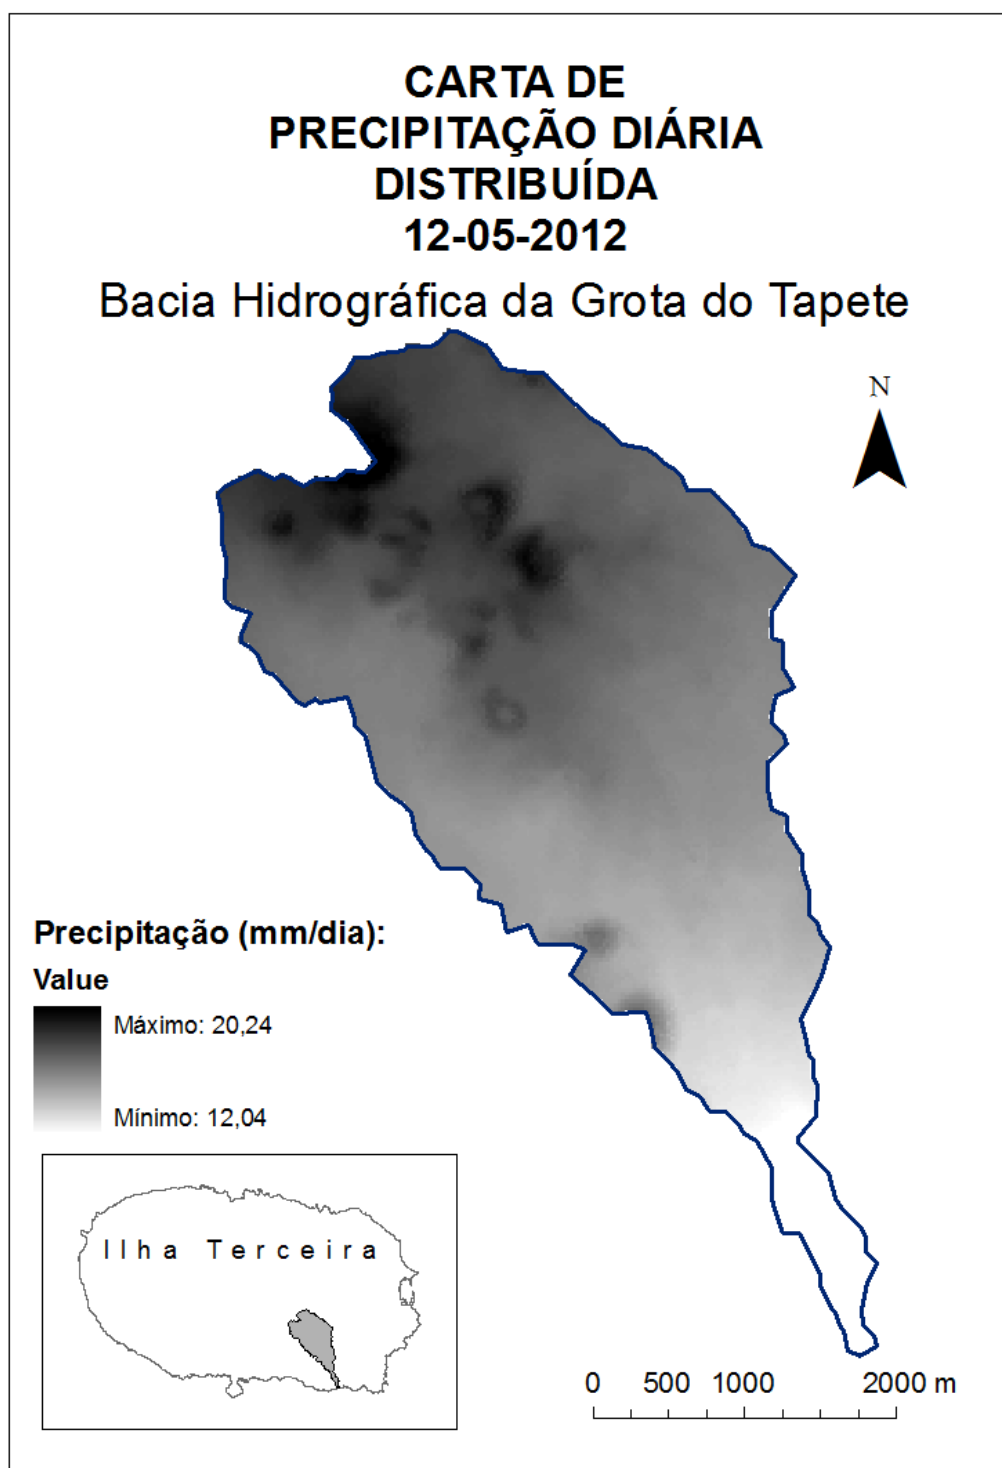 CARTA DE
PRECIPITAÇÃO DIÁRIA
DISTRIBUÍDA
12-05-2012
Bacia Hidrográfica da Grota do Tapete
N
Precipitação (mm/dia):
Value
Máximo: 20,24
Mínimo: 12,04
Ilha Terceira
0 500 1000 2000 m